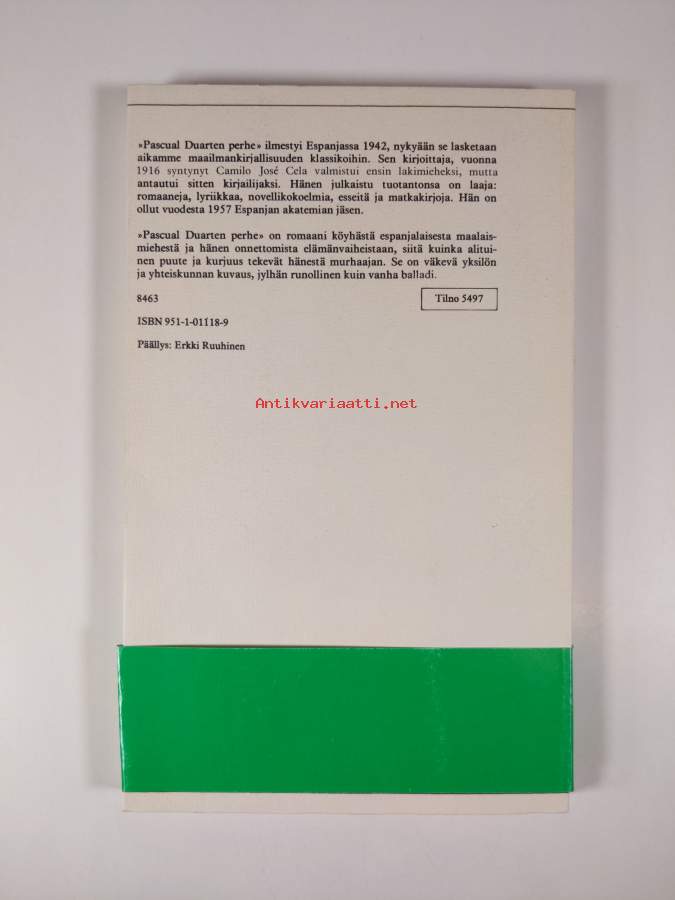 »Pascual Duarten perhe» ilmestyi Espanjassa 1942, nykyään se lasketaan
aikamme maailmankirjallisuuden klassikoihin. Sen kirjoittaja, vuonna
1916 syntynyt Camilo José Cela valmistui ensin lakimieheksi, mutta
antautui sitten kirjailijaksi. Hänen julkaistu tuotantonsa on laaja:
romaaneja, lyriikkaa, novellikokoelmia, esseitä ja matkakirjoja. Hän on
ollut vuodesta 1957 Espanjan akatemian jäsen.
»Pascual Duarten perhe» on romaani köyhästä espanjalaisesta maalais-
miehestä ja hänen onnettomista elämänvaiheistaan, siitä kuinka alitui-
nen puute ja kurjuus tekevät hänestä murhaajan. Se on väkevä yksilön
ja yhteiskunnan kuvaus, jylhän runollinen kuin vanha balladi.
8463
Tilno 5497
ISBN 951-1-01118-9
Päällys: Erkki Ruuhinen
Antikvariaatti.net